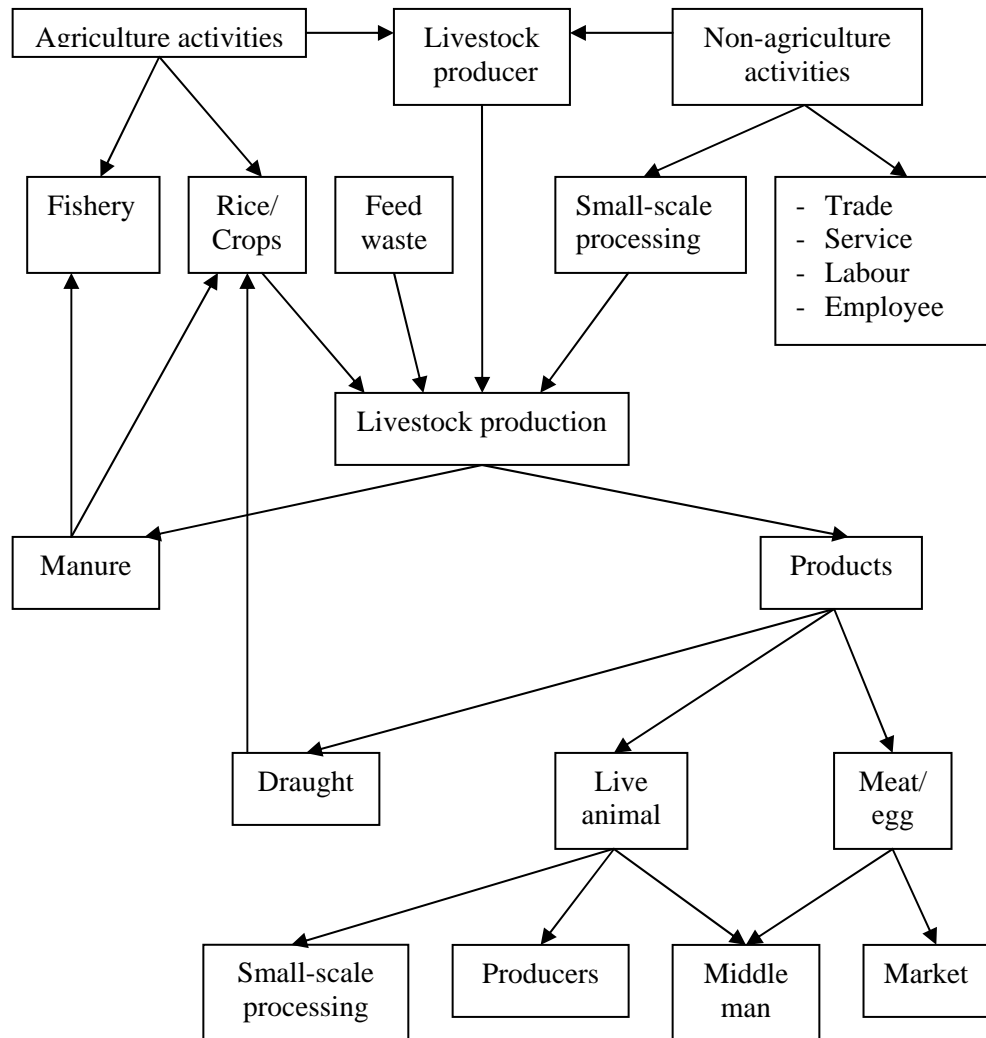 Agriculture activities
Livestock
producer
Non-agriculture
activities
Fishery
Rice/
Crops
Feed
waste
Small-scale
processing
- Trade
- Service
- Labour
- Employee
Livestock production
Manure
Products
Draught
Live
animal
Meat/
egg
Small-scale
processing
Producers
Middle
man
Market